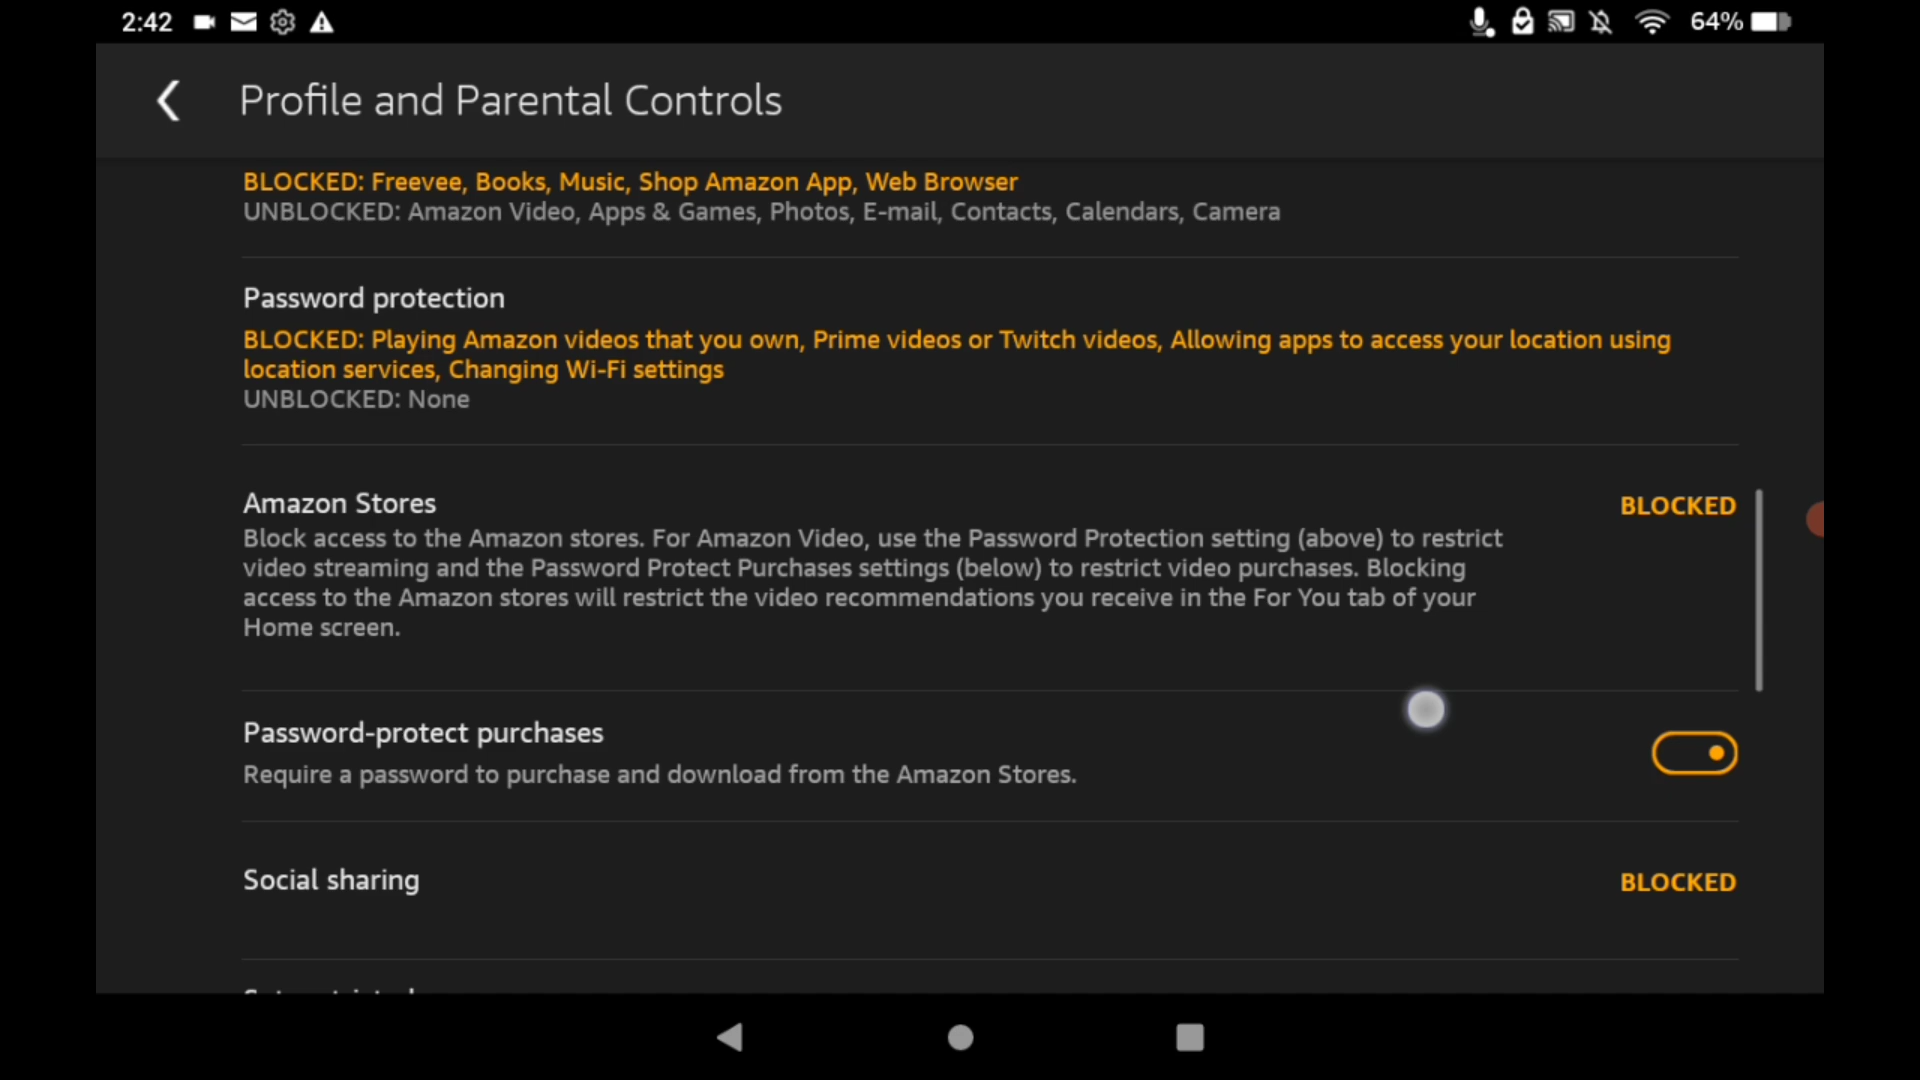 2:42
64%
Profile and Parental Controls
BLOCKED: Freevee, Books, Music, Shop Amazon App, Web Browser
UNBLOCKED: Amazon Video, Apps & Games, Photos, E-mail, Contacts, Calendars, Camera
Password protection
BLOCKED: Playing Amazon videos that you own, Prime videos or Twitch videos, Allowing apps to access your location using
location services, Changing Wi-Fi settings
UNBLOCKED: None
Amazon Stores
BLOCKED
Block access to the Amazon stores. For Amazon Video, use the Password Protection setting (above) to restrict
video streaming and the Password Protect Purchases settings (below) to restrict video purchases. Blocking
access to the Amazon stores will restrict the video recommendations you receive in the For You tab of your
Home screen.
Password-protect purchases
Require a password to purchase and download from the Amazon Stores.
Social sharing
BLOCKED